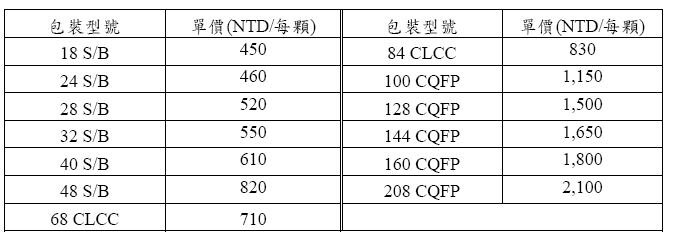 包裝型號 單價(NTD/每顆) 包裝型號 單價(NTD/每顆)
18 S/B 450 84 CLCC 830
24 S/B 460 100 CQFP 1,150
28 S/B 520 128 CQFP 1,500
32 S/B 550 144 CQFP 1,650
40 S/B 610 160 CQFP 1,800
48 S/B 820 208 CQFP 2,100
68 CLCC 710